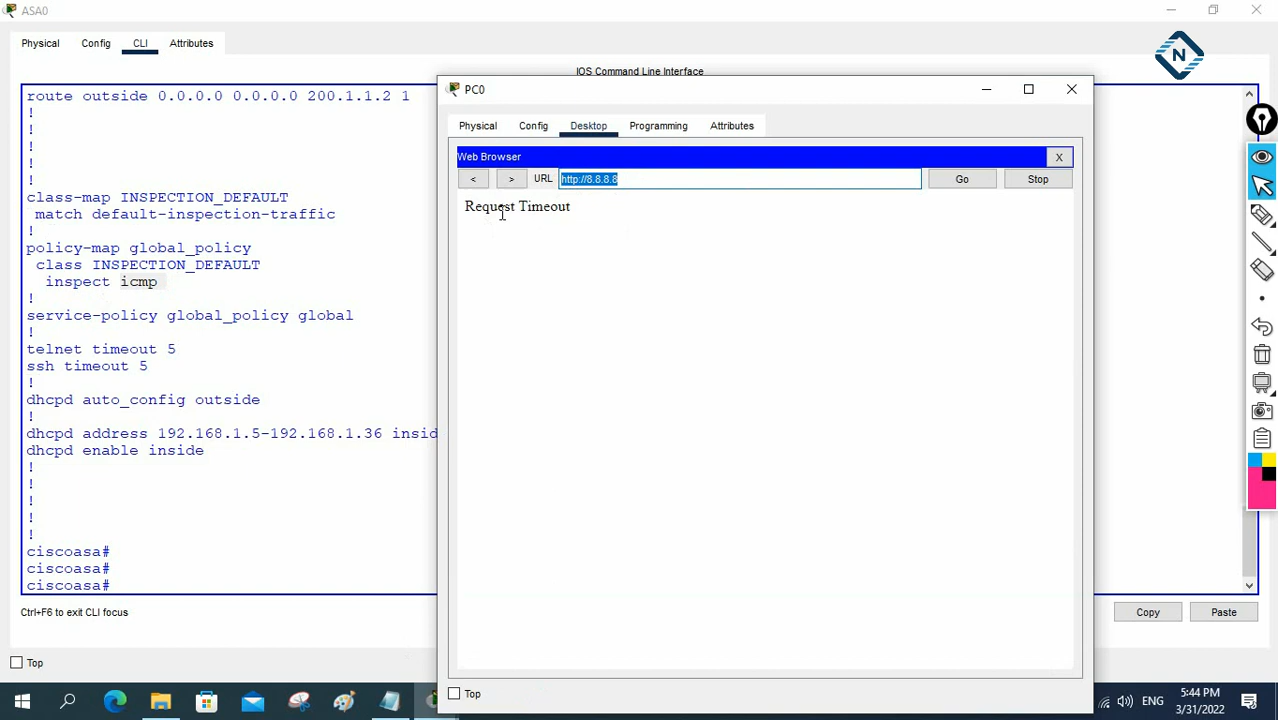 ASA0
Physical Config CLI Attributes
IOS Command Line Interface
route outside 0.0.0.0 0.0.0.0 200.1.1.2 1
!
!
!
!
!
class-map INSPECTION_DEFAULT
match default-inspection-traffic
!
policy-map global_policy
class INSPECTION_DEFAULT
inspect icmp
!
service-policy global_policy global
!
telnet timeout 5
ssh timeout 5
!
dhcpd auto_config outside
!
dhcpd address 192.168.1.5-192.168.1.36 insid
dhcpd enable inside
!
!
!
!
!
ciscoasa#
ciscoasa#
ciscoasa#
Ctrl+F6 to exit CLI focus
Copy Paste
Top
PC0
Physical Config Desktop Programming Attributes
Web Browser X
< > URL http://8.8.8.8 Go Stop
Request Timeout
Top
ENG
5:44 PM
3/31/2022